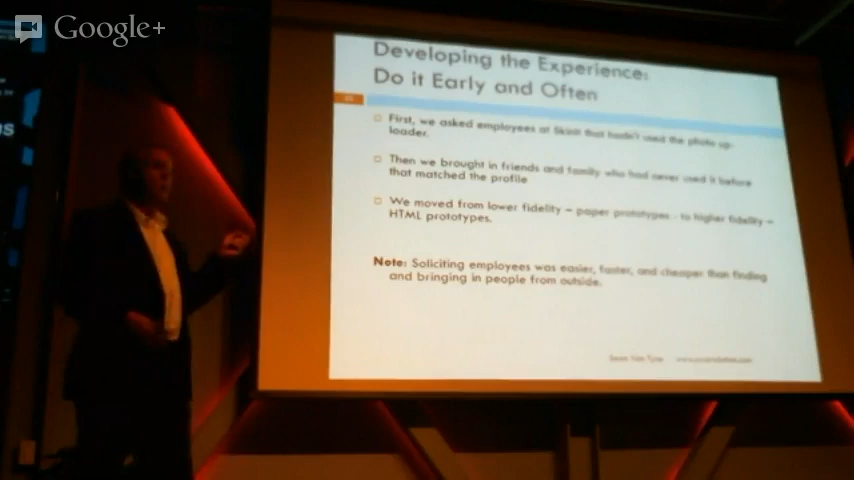 Google+
Developing the Experience:
Do it Early and Often
First, we asked employees at Skinit that hadn't used the photo up-
loader.
Then we brought in friends and family who had never used it before
that matched the profile
We moved from lower fidelity – paper prototypes - to higher fidelity –
HTML prototypes.
Note: Soliciting employees was easier, faster, and cheaper than finding
and bringing in people from outside.
Sean Van Tyne